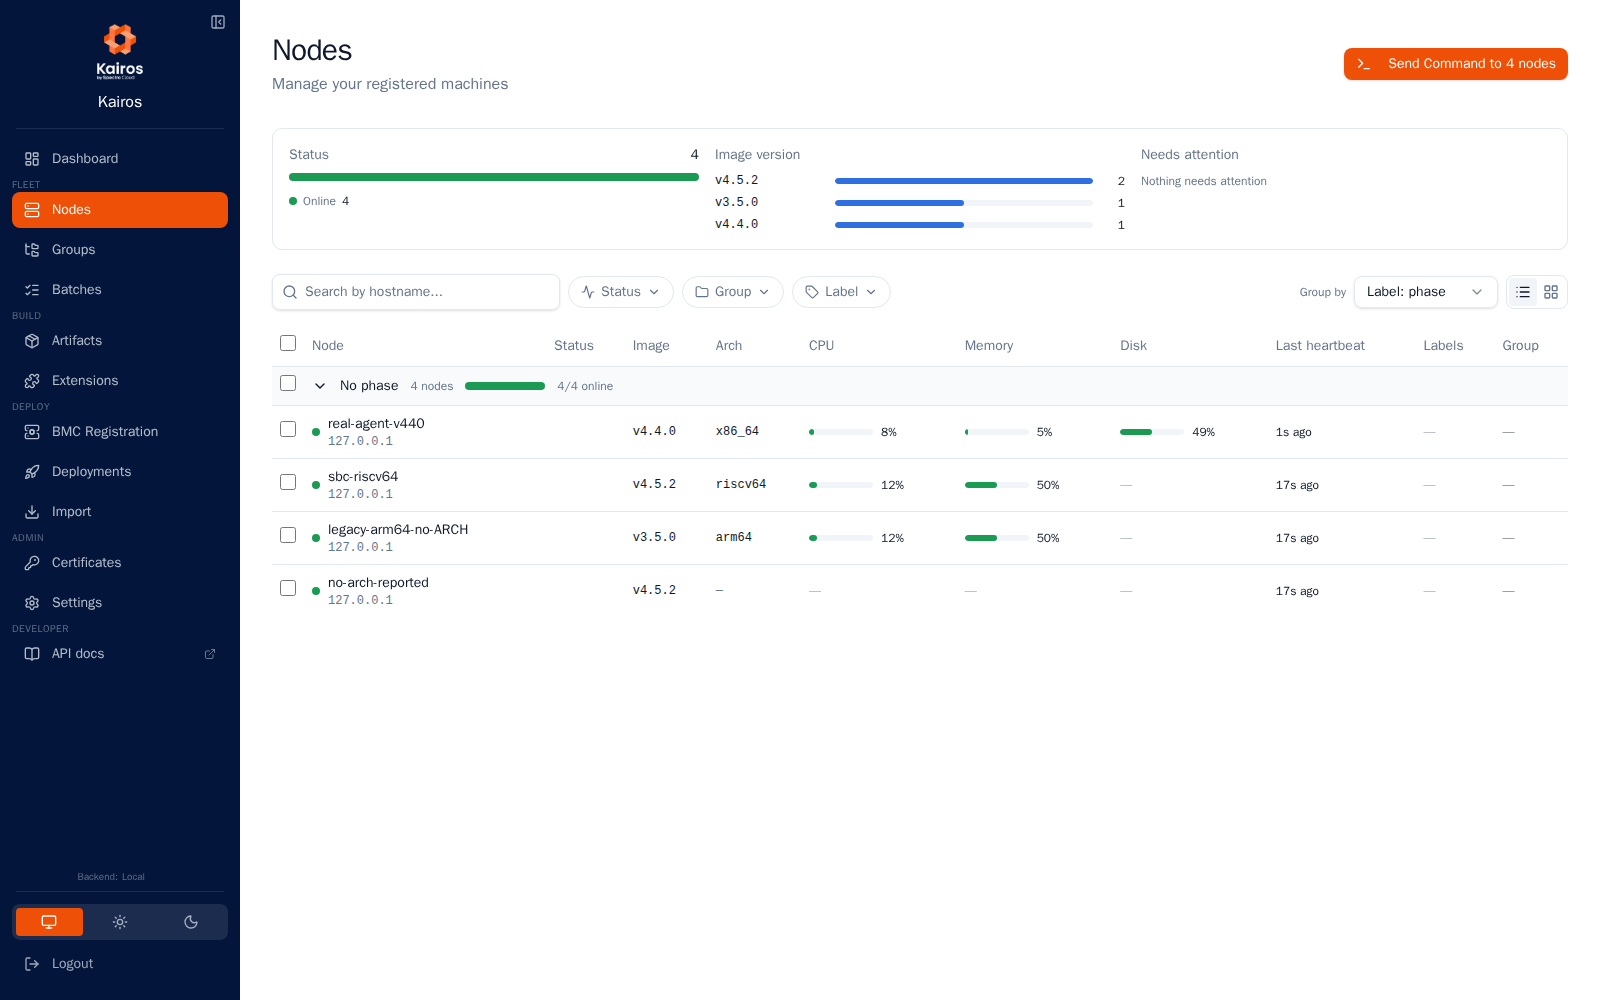 Kairos
by Spectro Cloud
Kairos
Dashboard
FLEET
Nodes
Groups
Batches
BUILD
Artifacts
Extensions
DEPLOY
BMC Registration
Deployments
Import
ADMIN
Certificates
Settings
DEVELOPER
API docs
Backend: Local
Logout
Nodes
Manage your registered machines
Send Command to 4 nodes
Status 4
Online 4
Image version
v4.5.2 2
v3.5.0 1
v4.4.0 1
Needs attention
Nothing needs attention
Search by hostname...
Status
Group
Label
Group by
Label: phase
Node Status Image Arch CPU Memory Disk Last heartbeat Labels Group
No phase 4 nodes 4/4 online
real-agent-v440
127.0.0.1
v4.4.0 x86_64 8% 5% 49% 1s ago — —
sbc-riscv64
127.0.0.1
v4.5.2 riscv64 12% 50% — 17s ago — —
legacy-arm64-no-ARCH
127.0.0.1
v3.5.0 arm64 12% 50% — 17s ago — —
no-arch-reported
127.0.0.1
v4.5.2 — — — — 17s ago — —